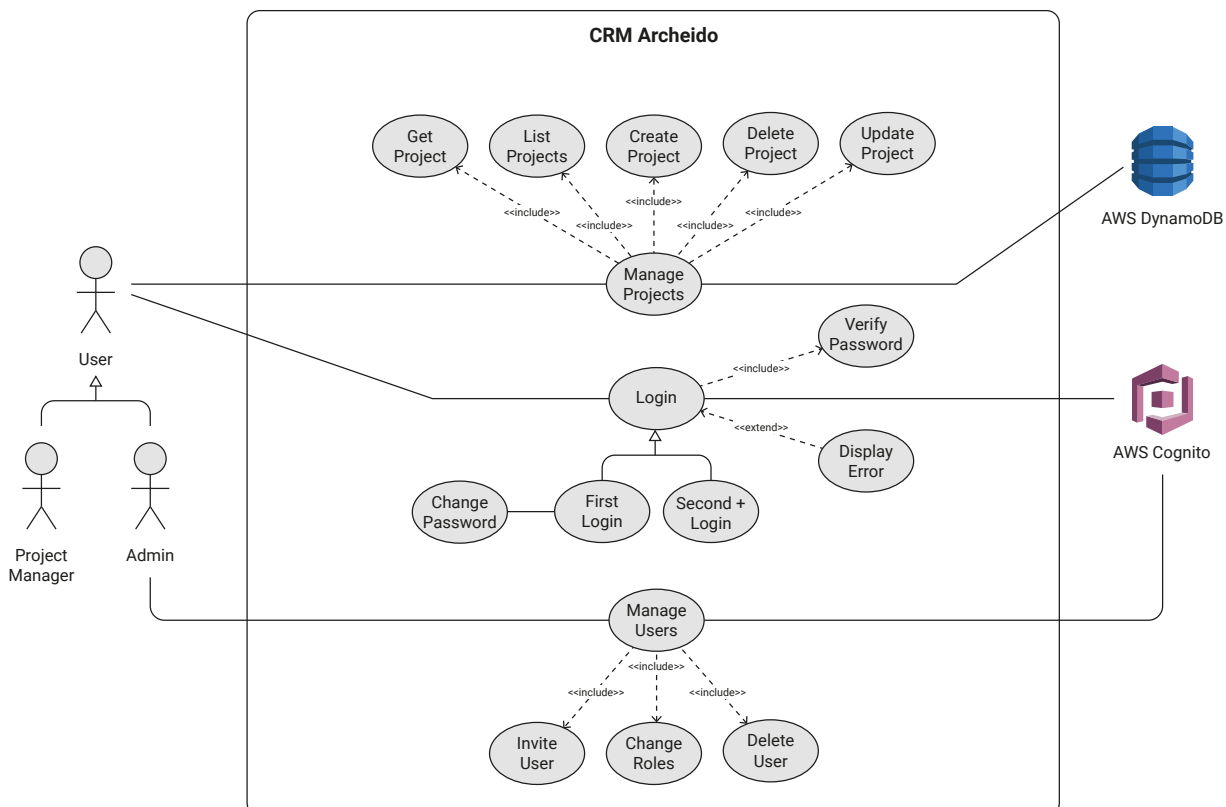 CRM Archeido
Get
Project
List
Projects
Create
Project
Delete
Project
Update
Project
AWS DynamoDB
<<include>>
<<include>>
<<include>>
<<include>>
<<include>>
Manage
Projects
User
Verify
Password
<<include>>
Login
<<extend>>
AWS Cognito
Display
Error
Change
Password
First
Login
Second +
Login
Project
Manager
Admin
Manage
Users
<<include>>
<<include>>
<<include>>
Invite
User
Change
Roles
Delete
User